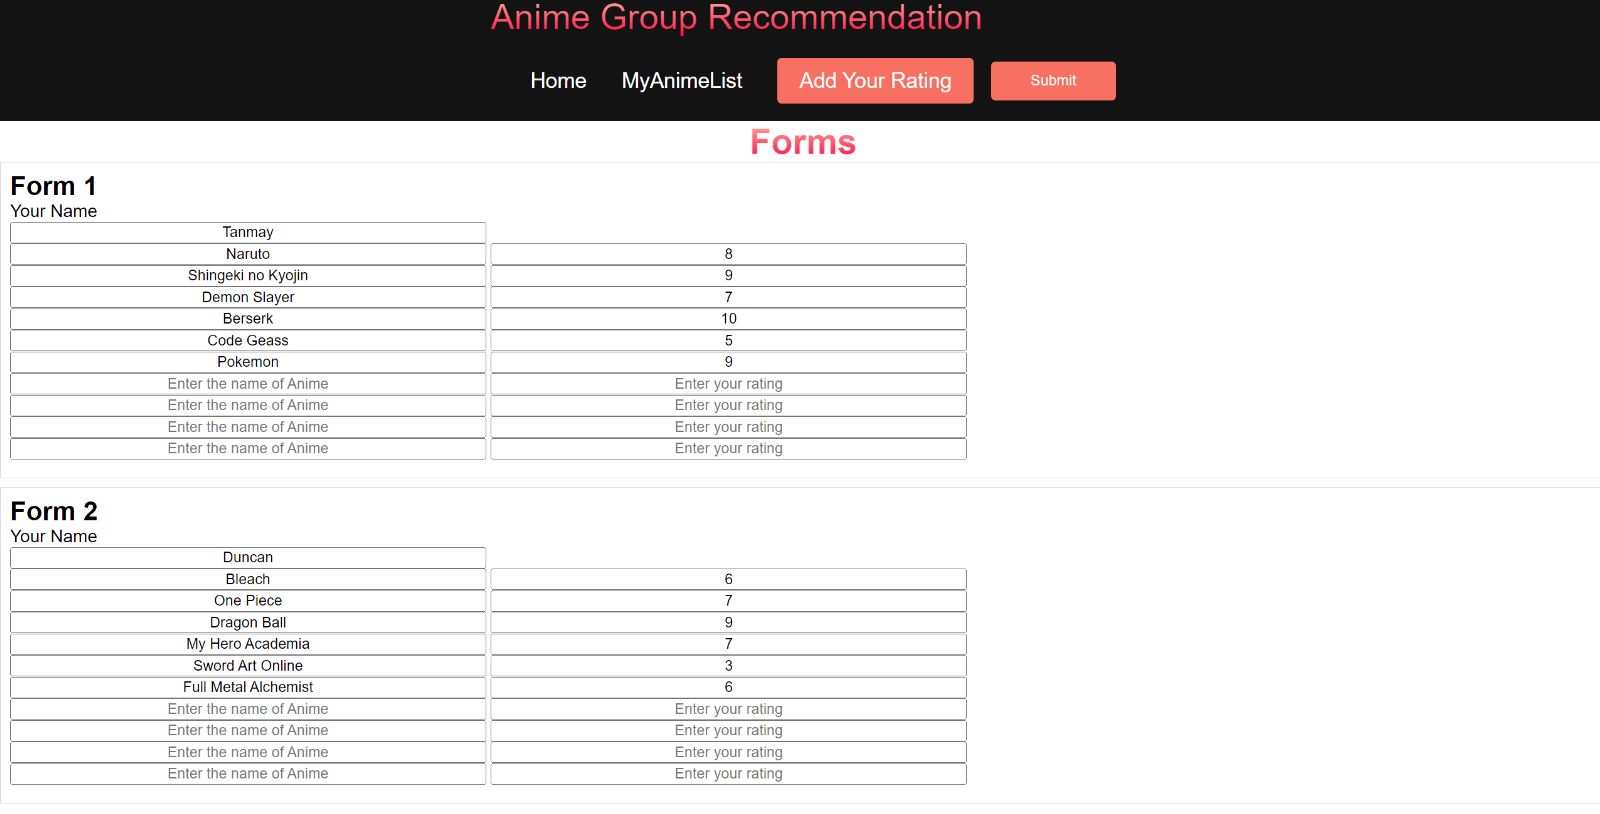 Anime Group Recommendation
Home MyAnimeList Add Your Rating Submit
Forms
Form 1
Your Name
Tanmay
Naruto 8
Shingeki no Kyojin 9
Demon Slayer 7
Berserk 10
Code Geass 5
Pokemon 9
Enter the name of Anime Enter your rating
Enter the name of Anime Enter your rating
Enter the name of Anime Enter your rating
Enter the name of Anime Enter your rating
Form 2
Your Name
Duncan
Bleach 6
One Piece 7
Dragon Ball 9
My Hero Academia 7
Sword Art Online 3
Full Metal Alchemist 6
Enter the name of Anime Enter your rating
Enter the name of Anime Enter your rating
Enter the name of Anime Enter your rating
Enter the name of Anime Enter your rating